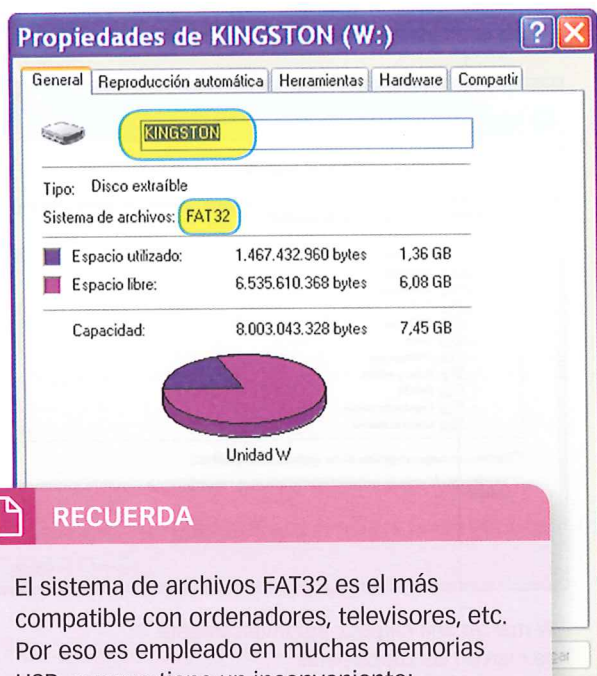 Propiedades de KINGSTON (W:)
General Reproducción automática Herramientas Hardware Compartir
KINGSTON
Tipo: Disco extraíble
Sistema de archivos: FAT32
Espacio utilizado: 1.467.432.960 bytes 1,36 GB
Espacio libre: 6.535.610.368 bytes 6,08 GB
Capacidad: 8.003.043.328 bytes 7,45 GB
Unidad W
RECUERDA
El sistema de archivos FAT32 es el más
compatible con ordenadores, televisores, etc.
Por eso es empleado en muchas memorias